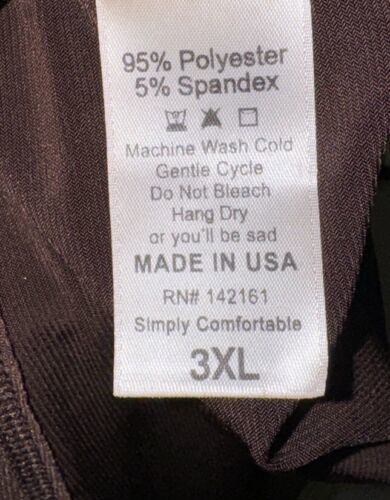 95% Polyester
5% Spandex
Machine Wash Cold
Gentle Cycle
Do Not Bleach
Hang Dry
or you'll be sad
MADE IN USA
RN# 142161
Simply Comfortable
3XL